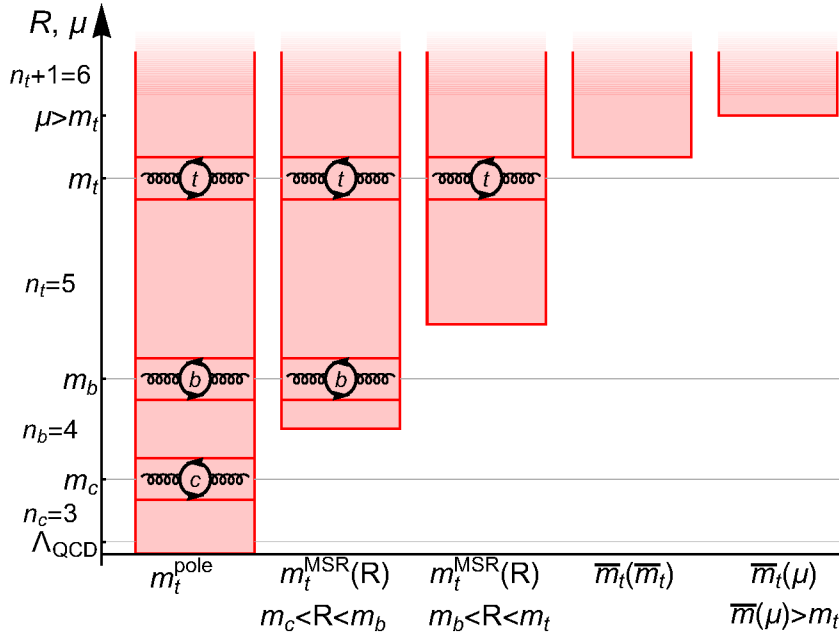 R, μ
n_t+1=6
μ>m_t
m_t
n_t=5
m_b
n_b=4
m_c
n_c=3
Λ_QCD
t
t
t
b
b
c
m_t^pole
m_t^MSR(R)
m_c<R<m_b
m_t^MSR(R)
m_b<R<m_t
m̅_t(m̅_t)
m̅_t(μ)
m̅(μ)>m_t